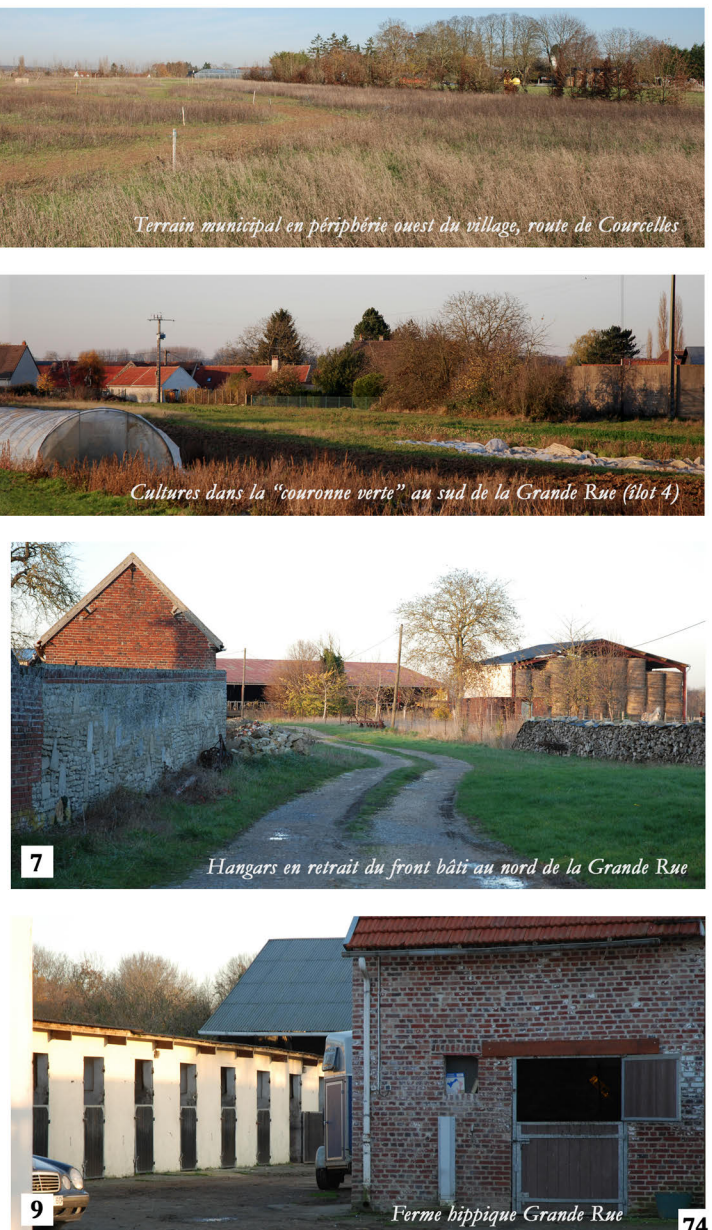 Terrain municipal en périphérie ouest du village, route de Courcelles
Cultures dans la “couronne verte” au sud de la Grande Rue (îlot 4)
7
Hangars en retrait du front bâti au nord de la Grande Rue
9
Ferme hippique Grande Rue
74